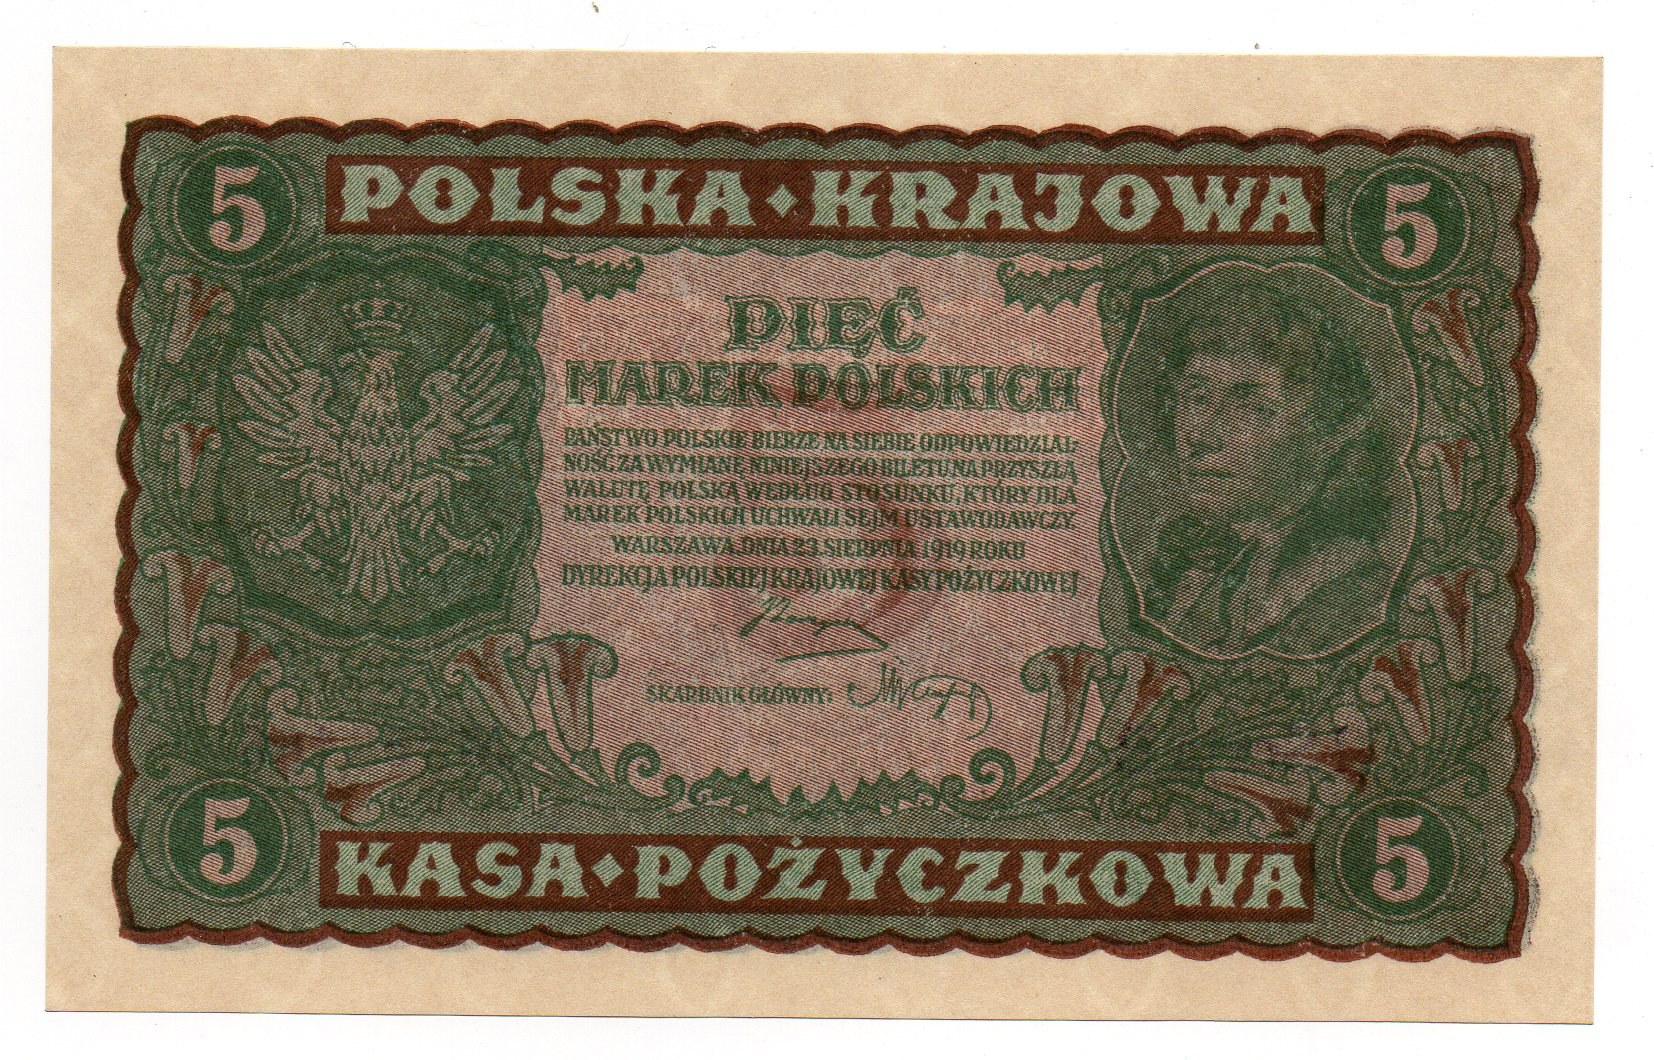 5 POLSKA • KRAJOWA 5
PIĘĆ
MAREK POLSKICH
PAŃSTWO POLSKIE BIERZE NA SIEBIE ODPOWIEDZIAL-
NOŚĆ ZA WYMIANĘ NINIEJSZEGO BILETU NA PRZYSZŁĄ
WALUTĘ POLSKĄ WEDŁUG STOSUNKU, KTÓRY DLA
MAREK POLSKICH UCHWALI SEJM USTAWODAWCZY.
WARSZAWA, DNIA 23. SIERPNIA 1919 ROKU
DYREKCJA POLSKIEJ KRAJOWEJ KASY POŻYCZKOWEJ
SKARBNIK GŁÓWNY:
5 KASA • POŻYCZKOWA 5